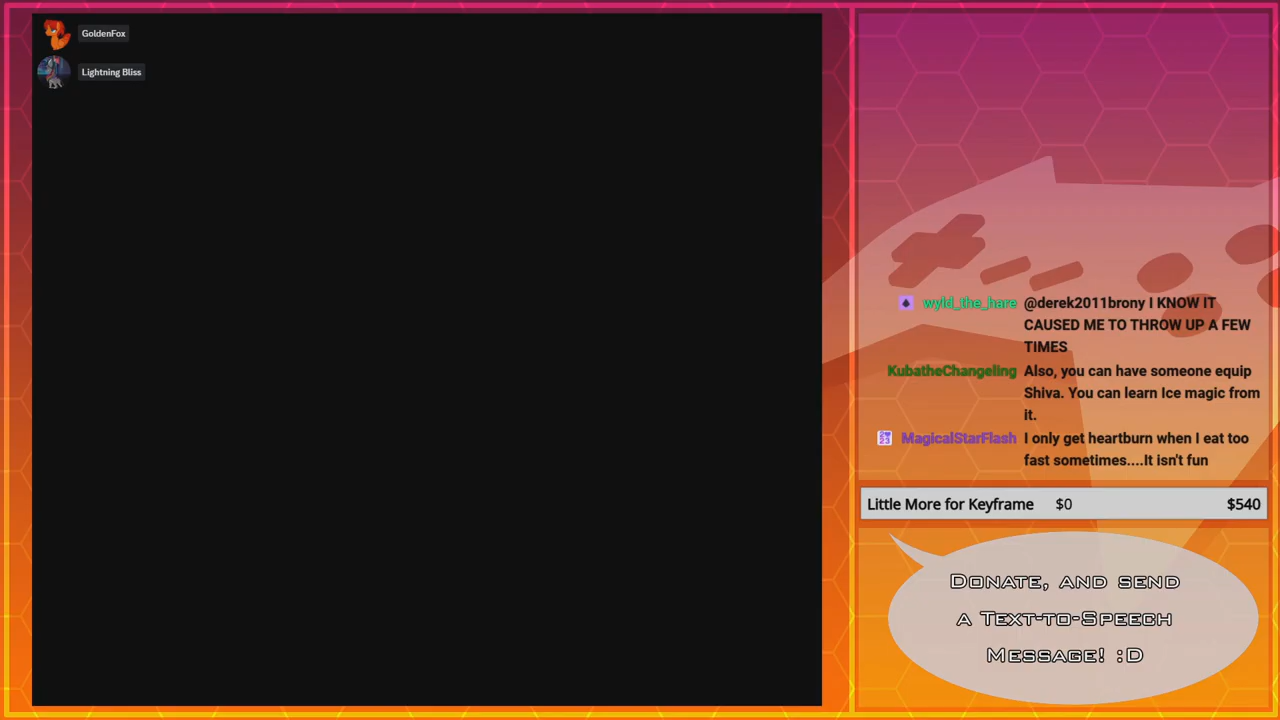 GoldenFox
Lightning Bliss
wyld_the_hare @derek2011brony I KNOW IT
CAUSED ME TO THROW UP A FEW
TIMES
KubatheChangeling Also, you can have someone equip
Shiva. You can learn Ice magic from
it.
MagicalStarFlash I only get heartburn when I eat too
fast sometimes....It isn't fun
Little More for Keyframe $0 $540
Donate, and send
a Text-to-Speech
Message! :D